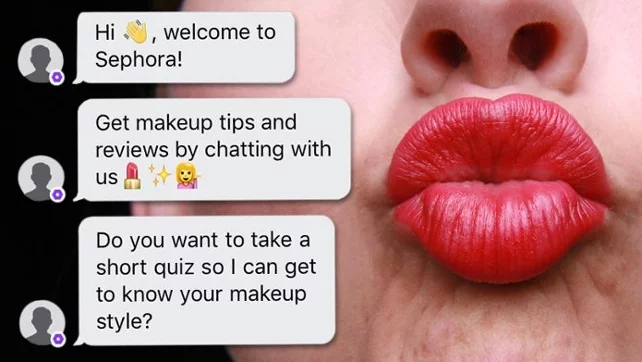 Hi 👋, welcome to
Sephora!
Get makeup tips and
reviews by chatting with
us💄✨💁‍♀️
Do you want to take a
short quiz so I can get
to know your makeup
style?